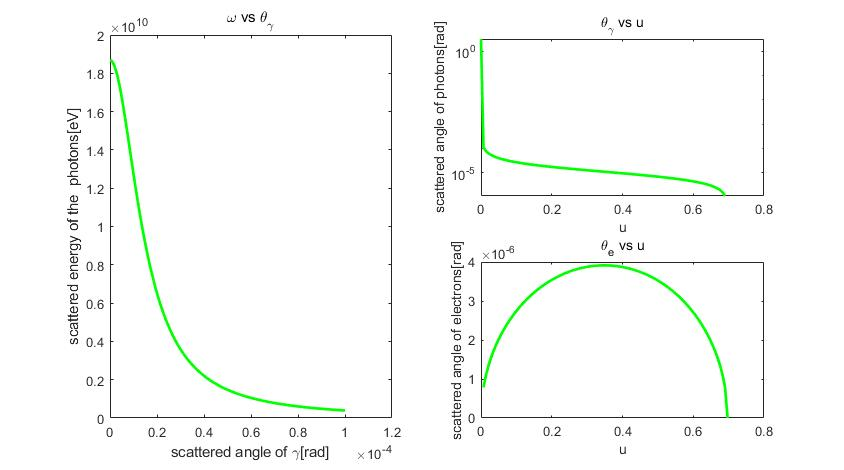 ω vs θγ
×10^10
2
1.8
1.6
1.4
1.2
1
0.8
0.6
0.4
0.2
0
scattered energy of the photons[eV]
0 0.2 0.4 0.6 0.8 1 1.2
scattered angle of γ[rad]
×10^-4
θγ vs u
10^0
10^-5
scattered angle of photons[rad]
0 0.2 0.4 0.6 0.8
u
θe vs u
×10^-6
4
3
2
1
0
scattered angle of electrons[rad]
0 0.2 0.4 0.6 0.8
u